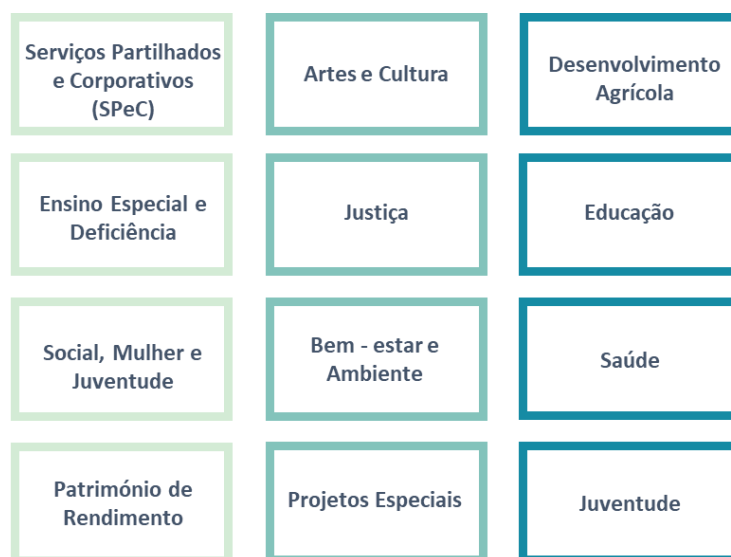 Serviços Partilhados
e Corporativos
(SPeC)
Artes e Cultura
Desenvolvimento
Agrícola
Ensino Especial e
Deficiência
Justiça
Educação
Social, Mulher e
Juventude
Bem - estar e
Ambiente
Saúde
Património de
Rendimento
Projetos Especiais
Juventude